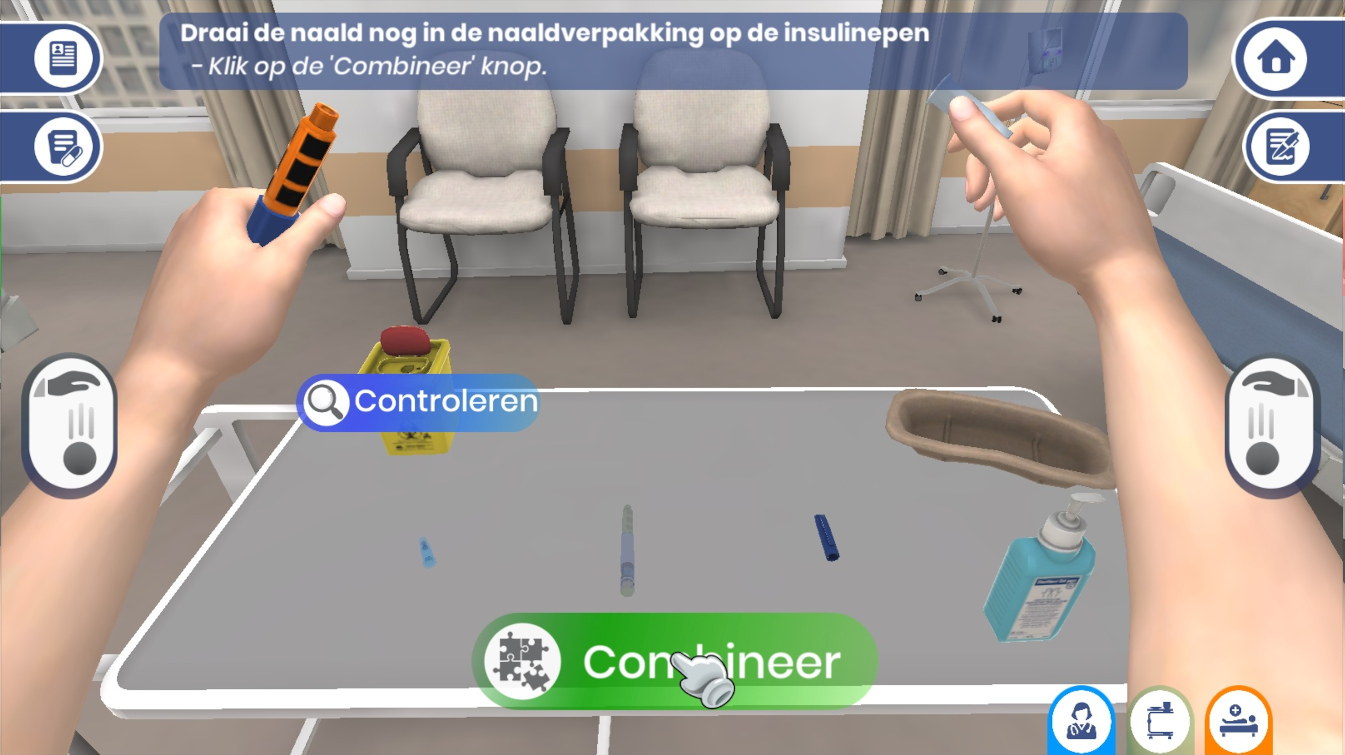 Draai de naald nog in de naaldverpakking op de insulinepen
- Klik op de 'Combineer' knop.
Controleren
Combineer